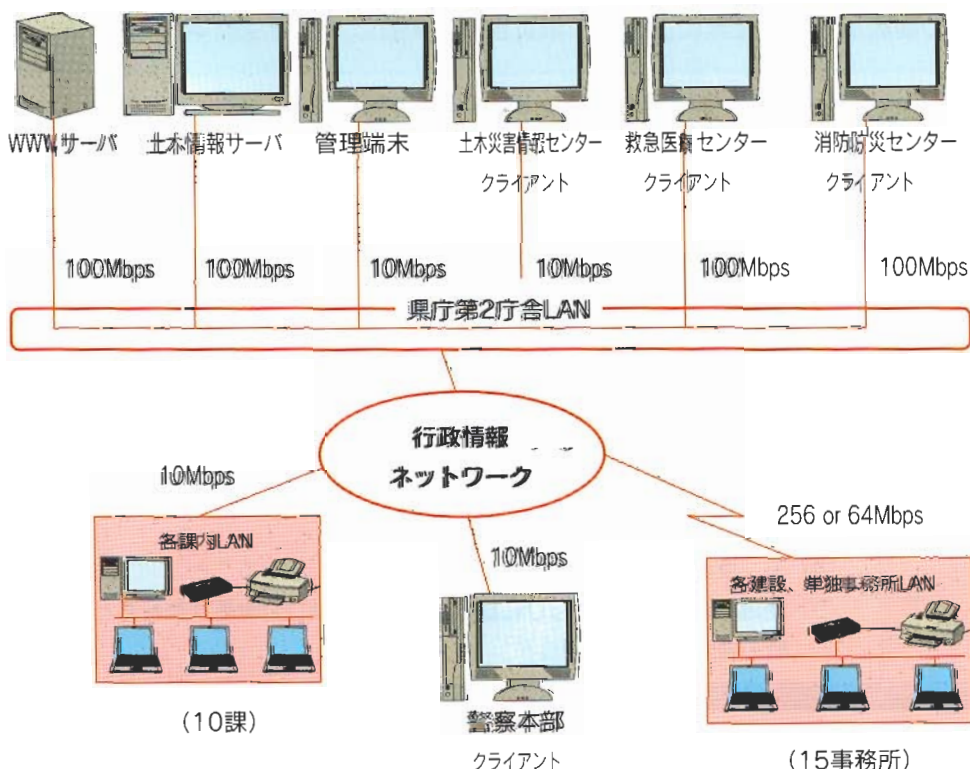 WWWサーバ
土木情報サーバ
管理端末
土木災害情報センター
クライアント
救急医療センター
クライアント
消防防災センター
クライアント
100Mbps
100Mbps
10Mbps
10Mbps
100Mbps
100Mbps
県庁第2庁舎LAN
行政情報
ネットワーク
10Mbps
各課内LAN
(10課)
10Mbps
警察本部
クライアント
256 or 64Mbps
各建設、単独事務所LAN
(15事務所)